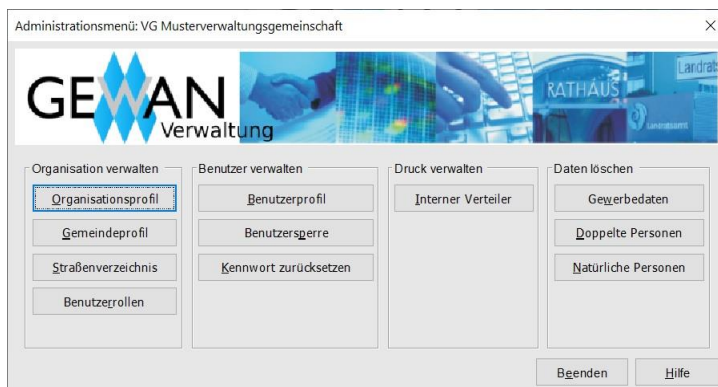 Administrationsmenü: VG Musterverwaltungsgemeinschaft
GEWAN
Verwaltung
RATHAUS
Landrat
Landratsamt
Organisation verwalten
Organisationsprofil
Gemeindeprofil
Straßenverzeichnis
Benutzerrollen
Benutzer verwalten
Benutzerprofil
Benutzersperre
Kennwort zurücksetzen
Druck verwalten
Interner Verteiler
Daten löschen
Gewerbedaten
Doppelte Personen
Natürliche Personen
Beenden
Hilfe